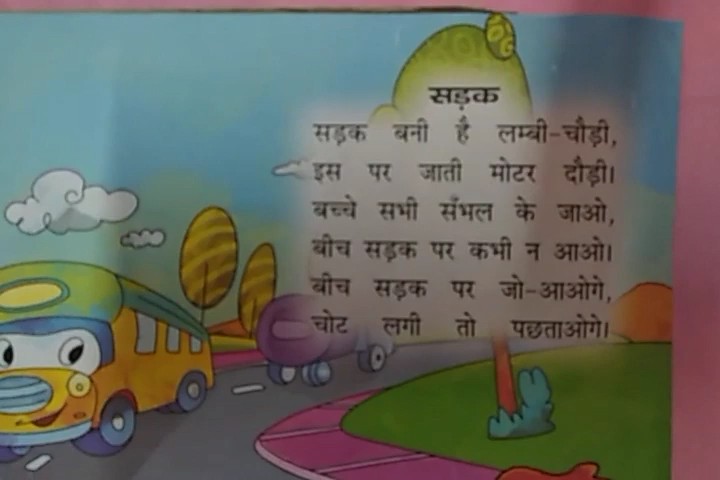 सड़क
सड़क बनी है लम्बी-चौड़ी,
इस पर जाती मोटर दौड़ी।
बच्चे सभी सँभल के जाओ,
बीच सड़क पर कभी न आओ।
बीच सड़क पर जो-आओगे,
चोट लगी तो पछताओगे।